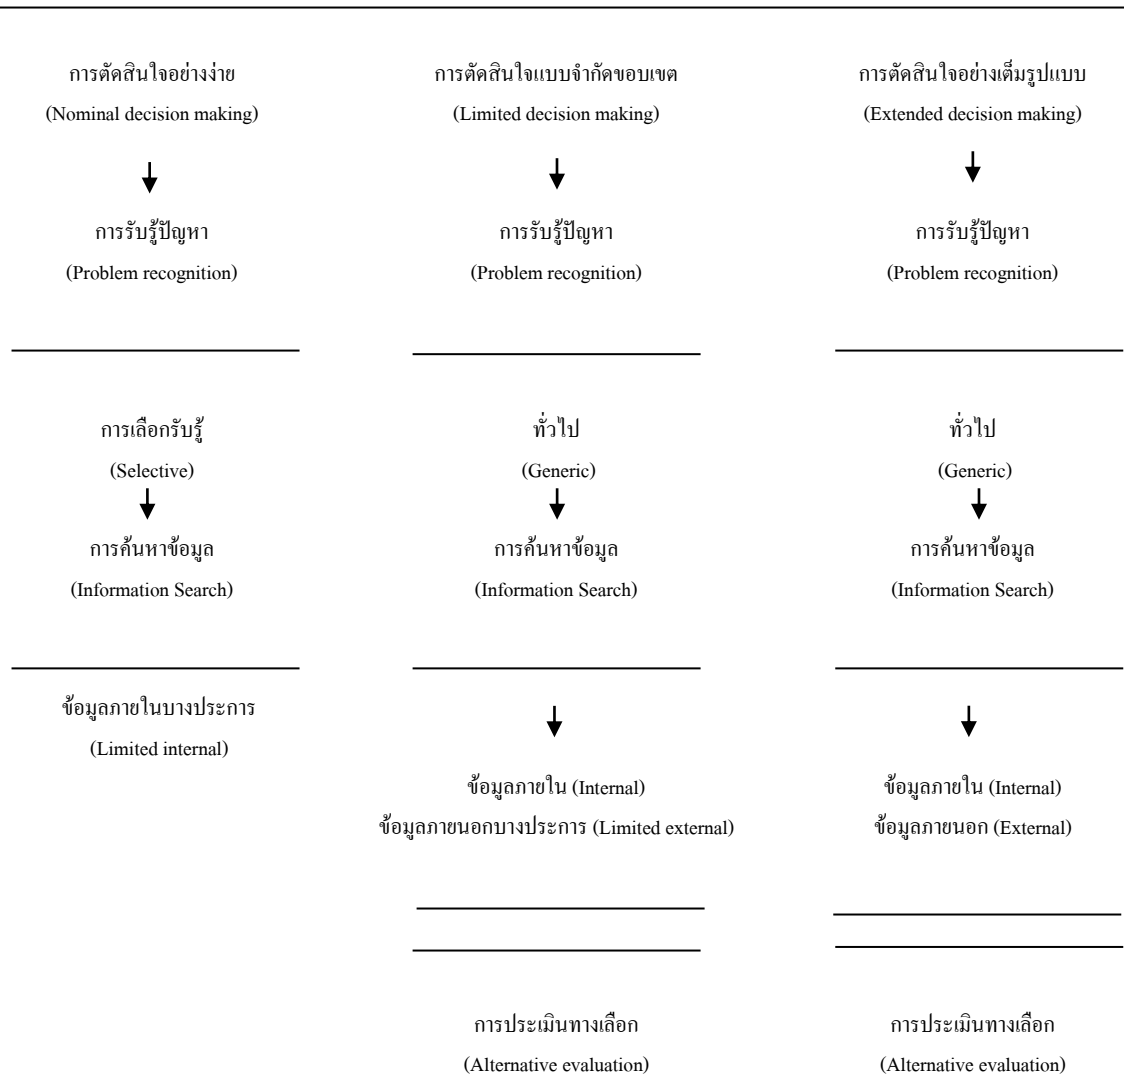 การตัดสินใจอย่างง่าย การตัดสินใจแบบจำกัดขอบเขต การตัดสินใจอย่างเต็มรูปแบบ
(Nominal decision making) (Limited decision making) (Extended decision making)
การรับรู้ปัญหา การรับรู้ปัญหา การรับรู้ปัญหา
(Problem recognition) (Problem recognition) (Problem recognition)
การเลือกรับรู้ ทั่วไป ทั่วไป
(Selective) (Generic) (Generic)
การค้นหาข้อมูล การค้นหาข้อมูล การค้นหาข้อมูล
(Information Search) (Information Search) (Information Search)
ข้อมูลภายในบางประการ
(Limited internal)
ข้อมูลภายใน (Internal) ข้อมูลภายใน (Internal)
ข้อมูลภายนอกบางประการ (Limited external) ข้อมูลภายนอก (External)
การประเมินทางเลือก การประเมินทางเลือก
(Alternative evaluation) (Alternative evaluation)